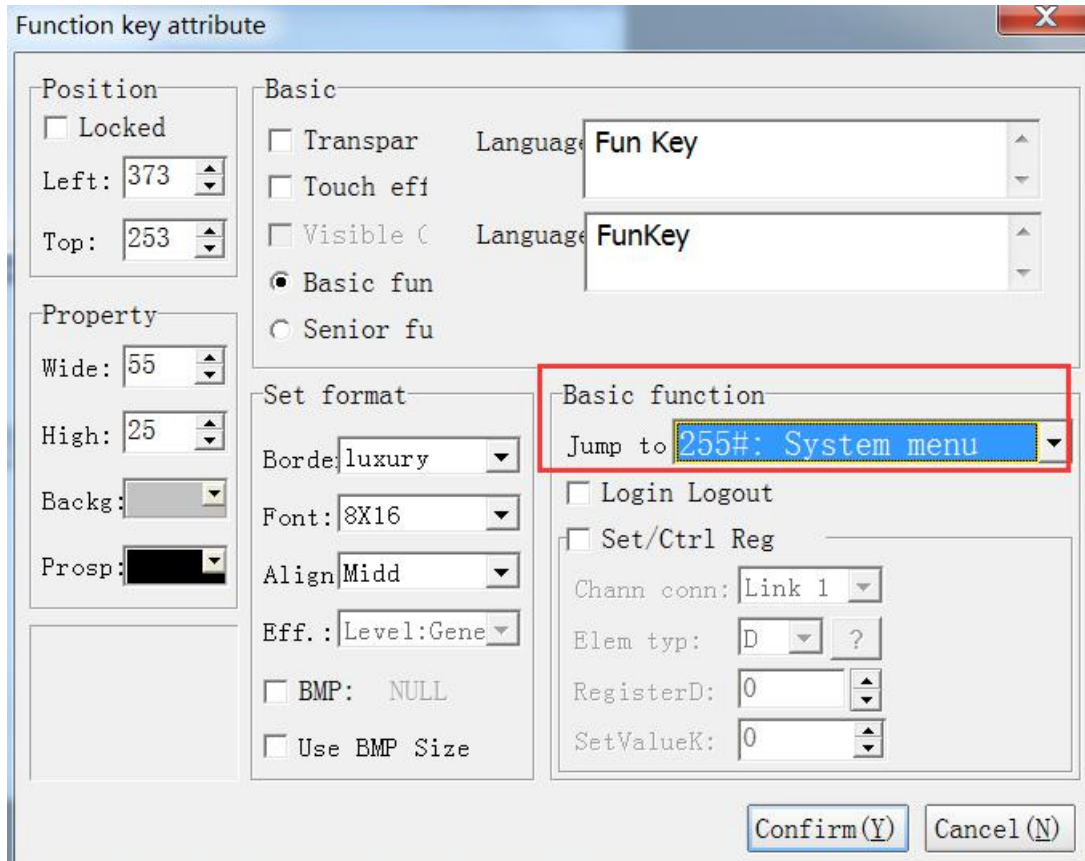 Function key attribute
X
Position
Locked
Left: 373
Top: 253
Property
Wide: 55
High: 25
Backg:
Prosp:
Basic
Transpar
Touch eff
Visible C
Basic fun
Senior fu
Language Fun Key
Language FunKey
Set format
Borde: luxury
Font: 8X16
Align Midd
Eff.: Level:Gene
BMP: NULL
Use BMP Size
Basic function
Jump to 255#: System menu
Login Logout
Set/Ctrl Reg
Chann conn: Link 1
Elem typ: D ?
RegisterD: 0
SetValueK: 0
Confirm(Y) Cancel(N)